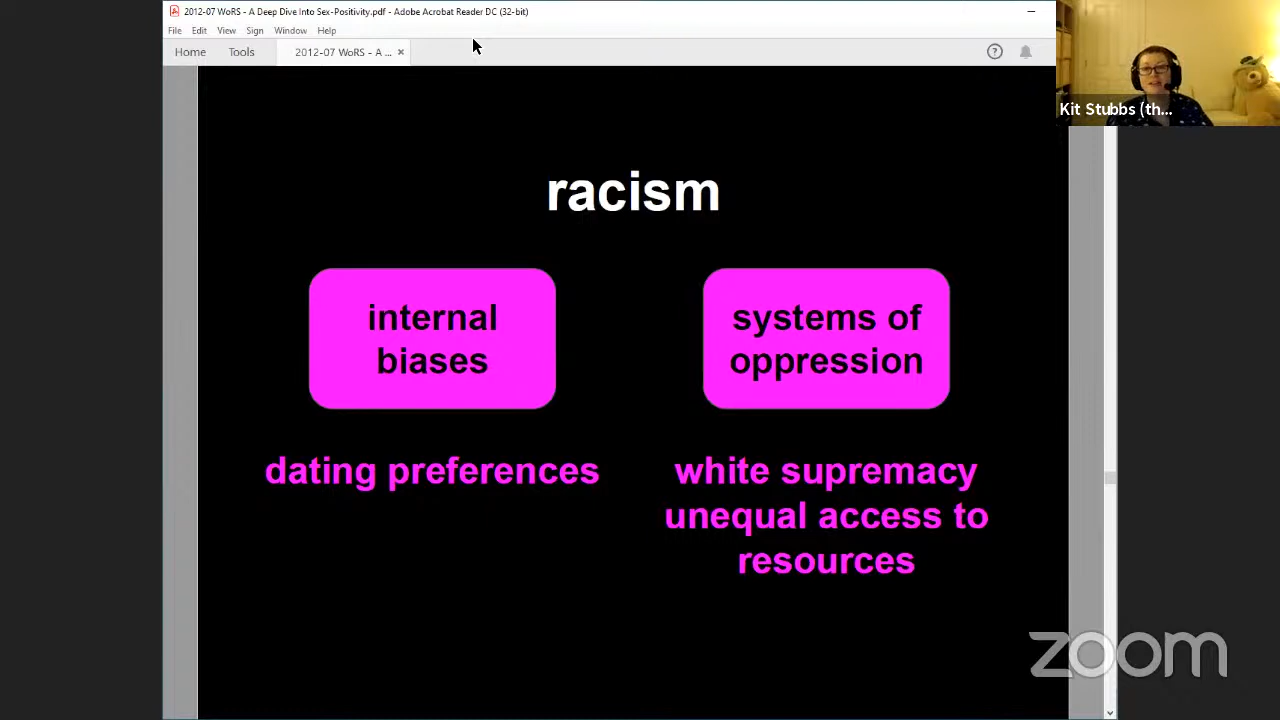 2012-07 WoRS - A Deep Dive Into Sex-Positivity.pdf - Adobe Acrobat Reader DC (32-bit)
File Edit View Sign Window Help
Home Tools 2012-07 WoRS - A ... ×
Kit Stubbs (th...
racism
internal
biases
systems of
oppression
dating preferences
white supremacy
unequal access to
resources
zoom